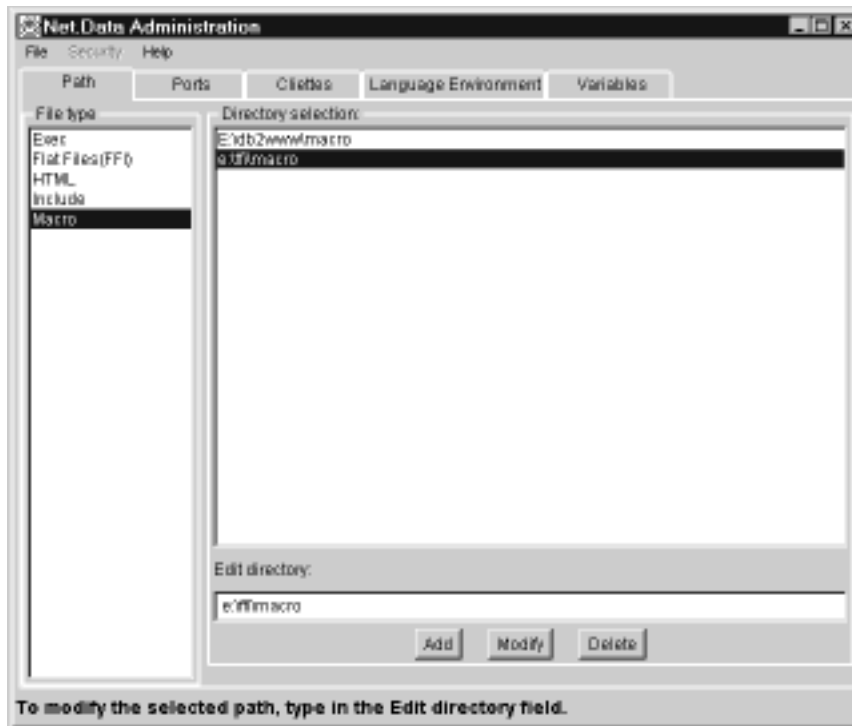 Net.Data Administration
File Security Help
Path Ports Cliettes Language Environment Variables
File type
Exec
Flat Files(FFI)
HTML
Include
Macro
Directory selection:
E:\db2www\macro
e:\ffi\macro
Edit directory:
e:\ffi\macro
Add Modify Delete
To modify the selected path, type in the Edit directory field.